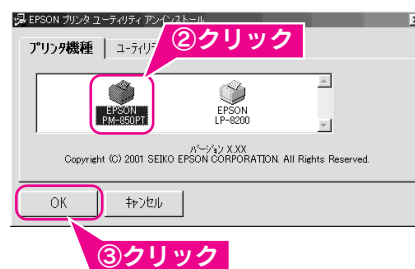 EPSON プリンタ ユーティリティ アンインストール
プリンタ機種
ユーティリ
②クリック
EPSON
PM-850PT
EPSON
LP-8200
バージョン X.XX
Copyright (C) 2001 SEIKO EPSON CORPORATION. All Rights Reserved.
OK
キャンセル
③クリック